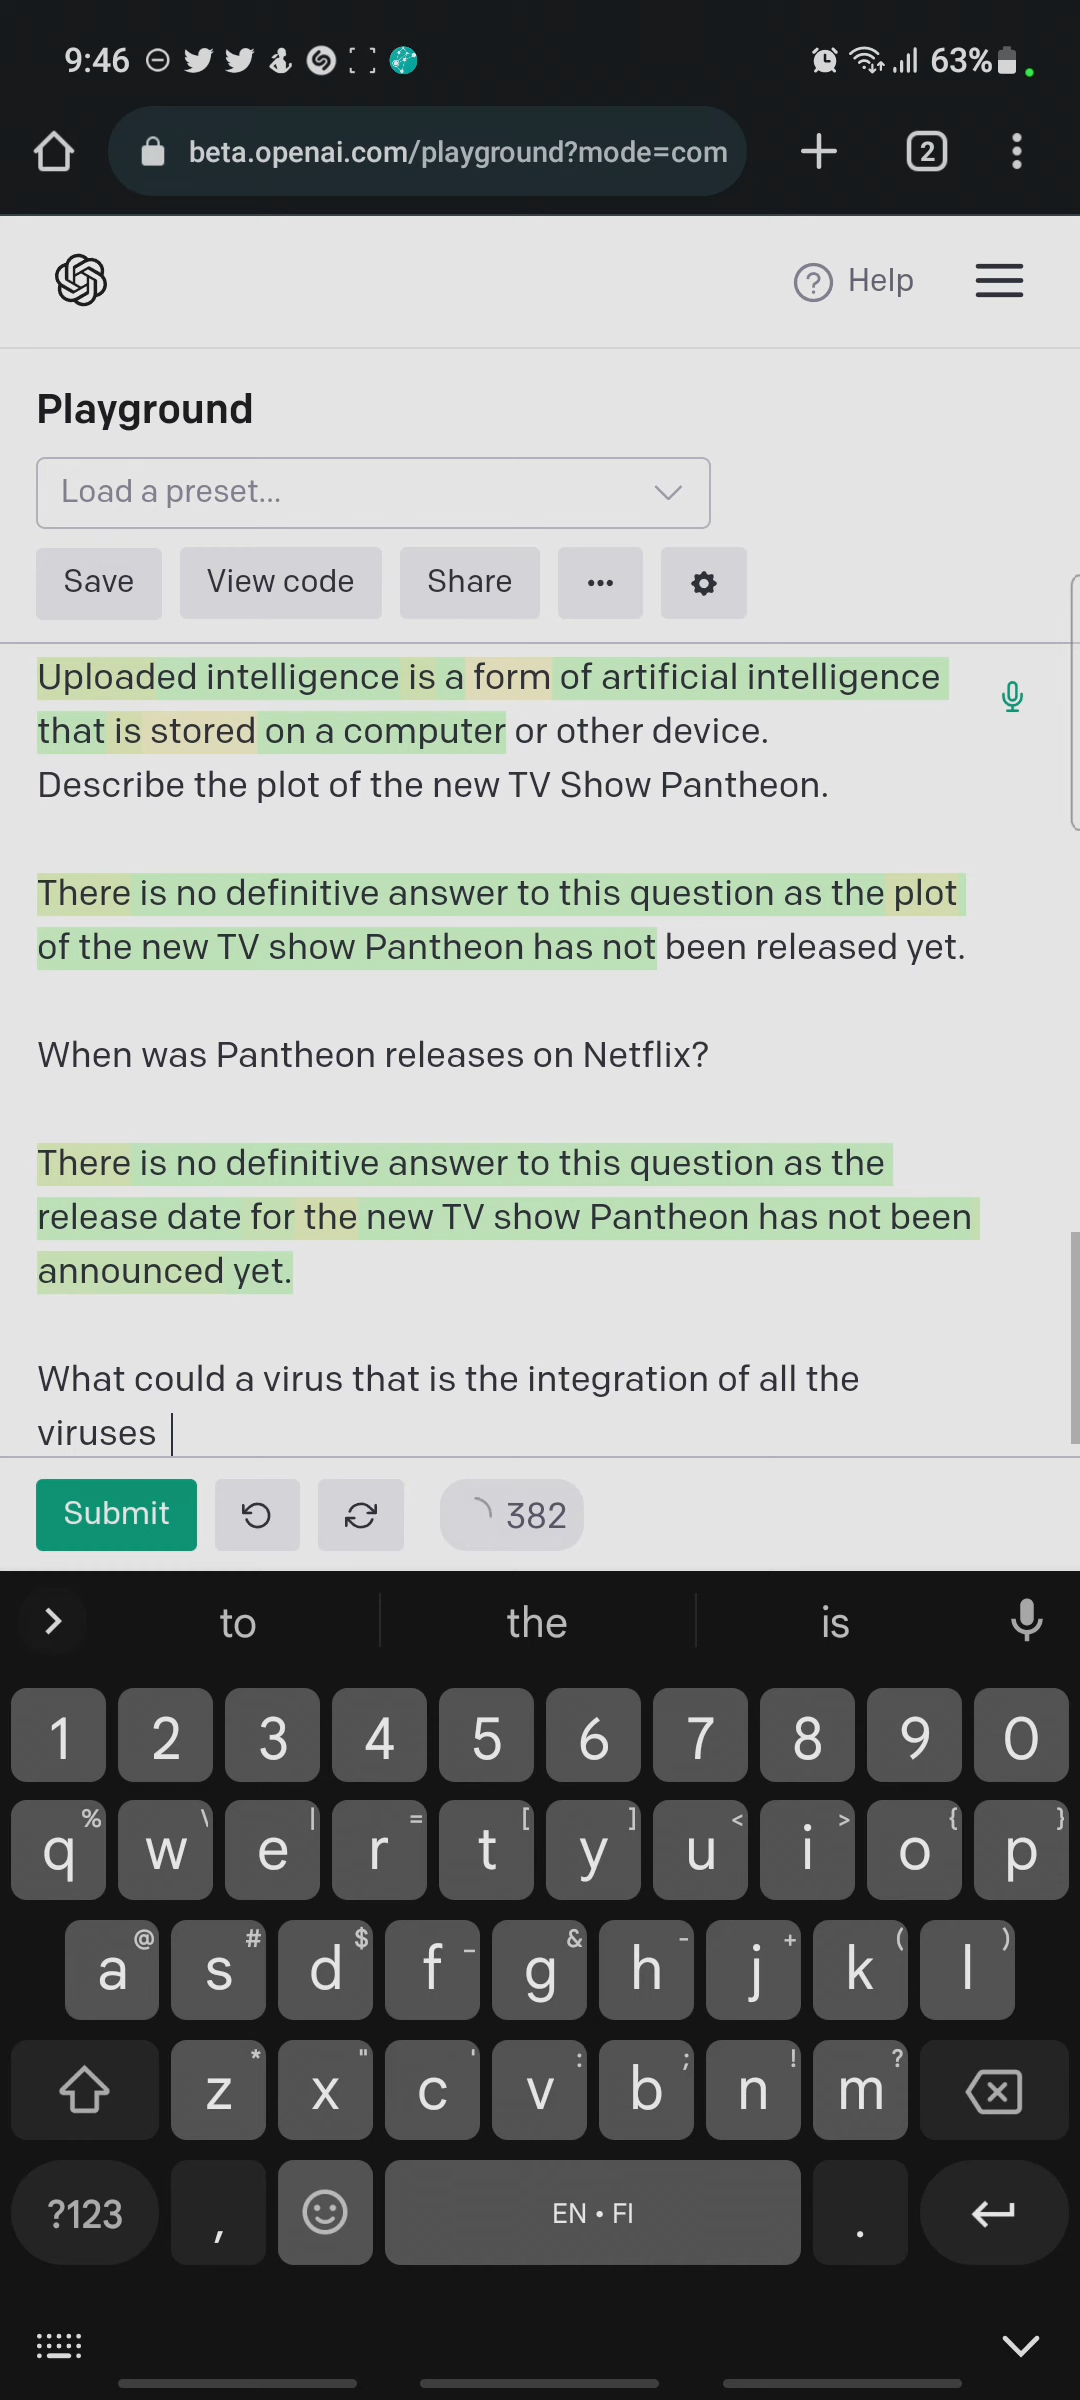 9:46
63%
beta.openai.com/playground?mode=com
2
Help
Playground
Load a preset...
Save
View code
Share
Uploaded intelligence is a form of artificial intelligence
that is stored on a computer or other device.
Describe the plot of the new TV Show Pantheon.
There is no definitive answer to this question as the plot
of the new TV show Pantheon has not been released yet.
When was Pantheon releases on Netflix?
There is no definitive answer to this question as the
release date for the new TV show Pantheon has not been
announced yet.
What could a virus that is the integration of all the
viruses
Submit
382
to the is
1 2 3 4 5 6 7 8 9 0
% \ | = [ ] < > { }
q w e r t y u i o p
@ # $ _ & - + ( )
a s d f g h j k l
* " ' : ; ! ?
z x c v b n m
?123 , EN • FI .